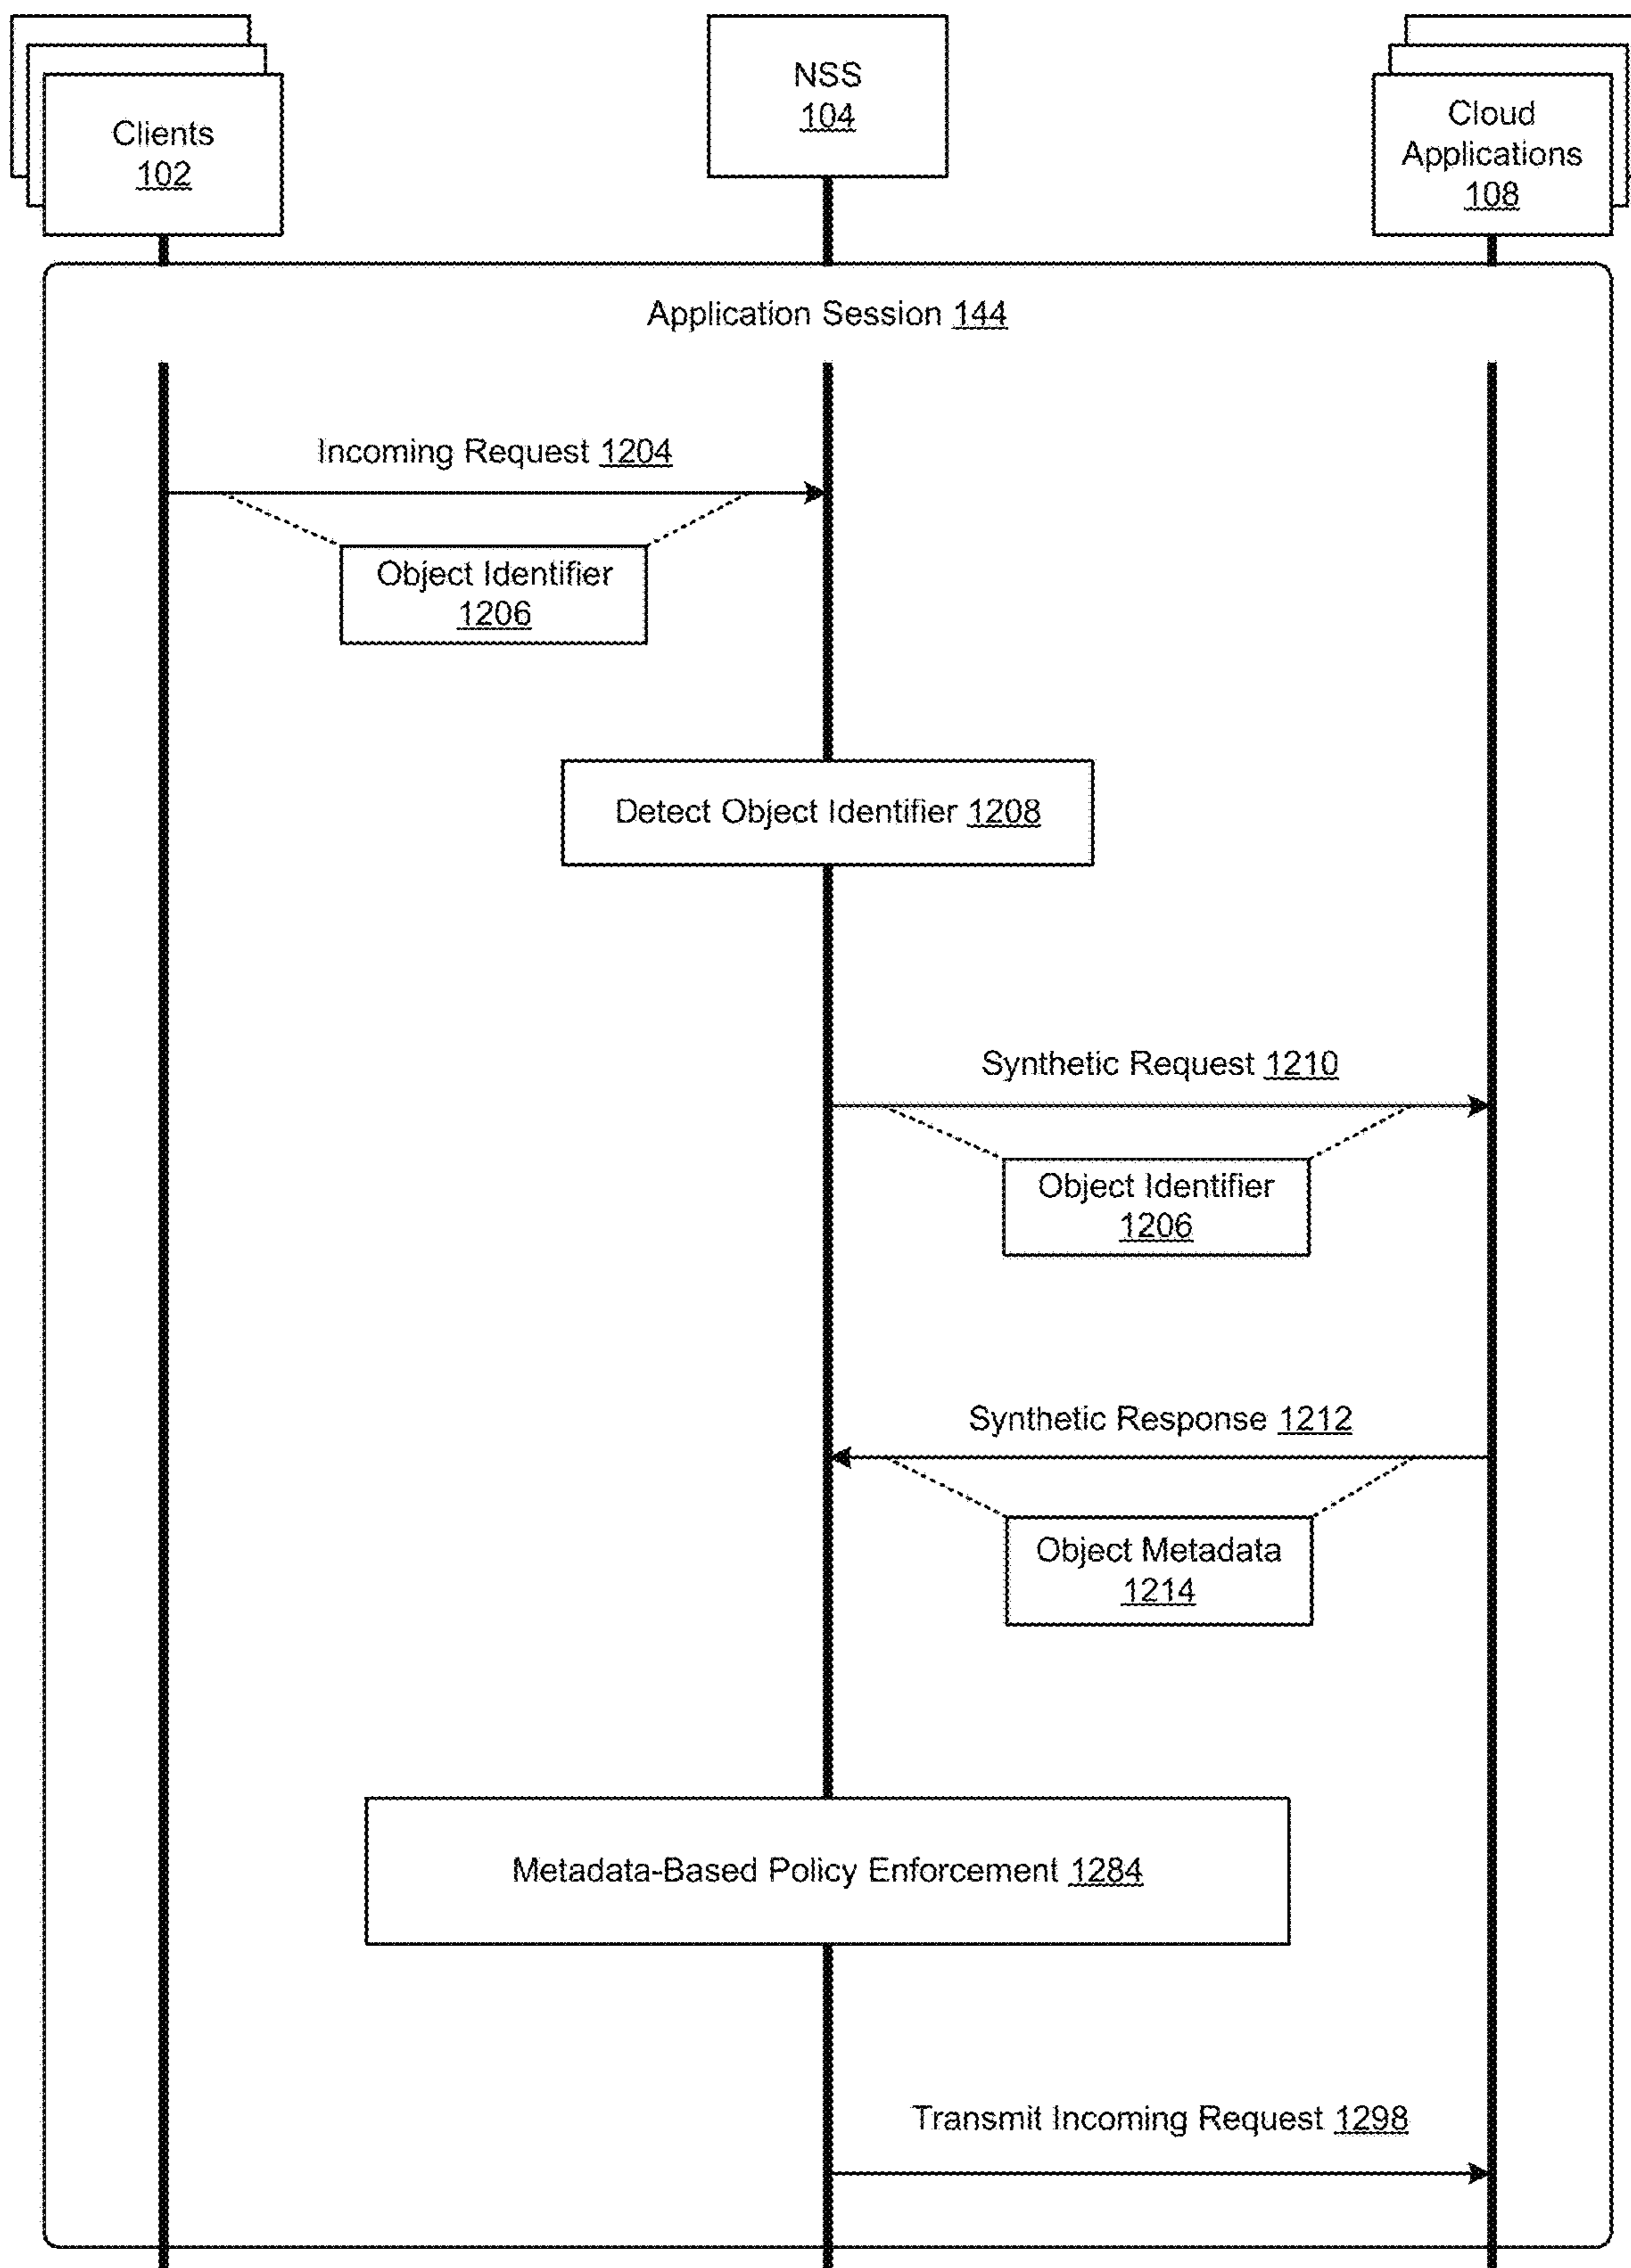 NSS
104
Clients
102
Cloud
Applications
108
Application Session 144
Incoming Request 1204
Object Identifier
1206
Detect Object Identifier 1208
Synthetic Request 1210
Object Identifier
1206
Synthetic Response 1212
Object Metadata
1214
Metadata-Based Policy Enforcement 1284
Transmit Incoming Request 1298